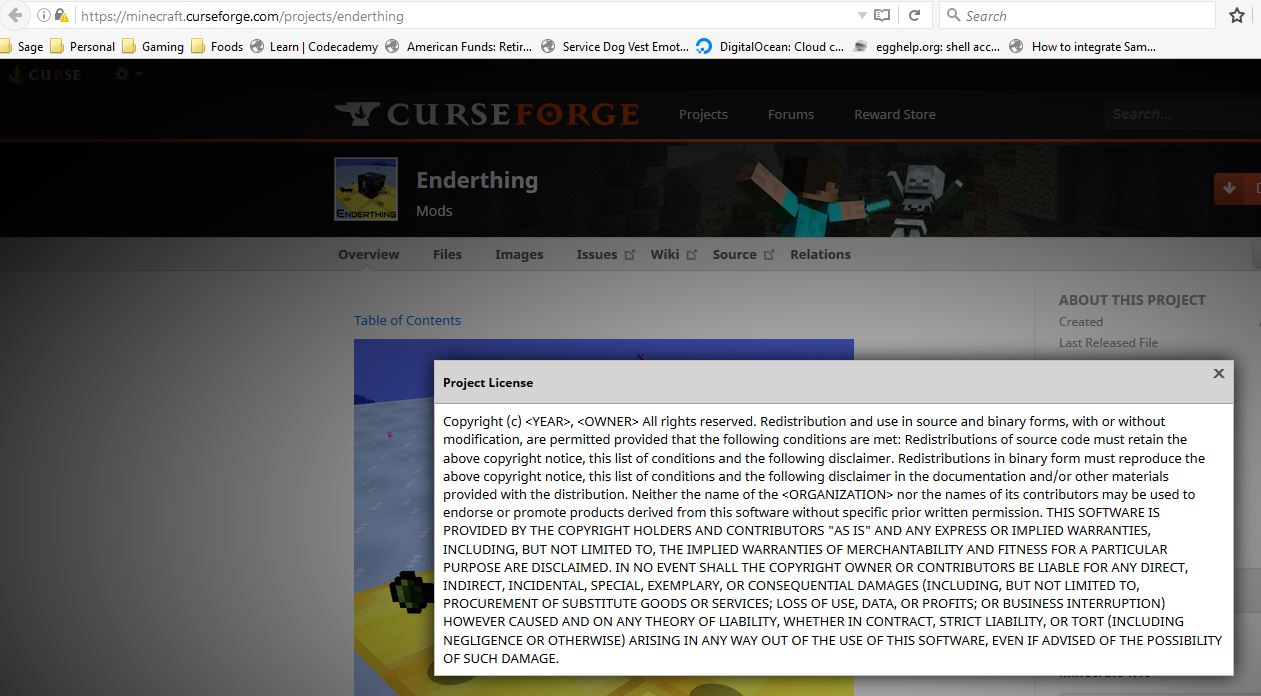 https://minecraft.curseforge.com/projects/enderthing
Search
Sage Personal Gaming Foods Learn | Codecademy American Funds: Retir... Service Dog Vest Emot... DigitalOcean: Cloud c... egghelp.org: shell acc... How to integrate Sam...
CURSE
CURSEFORGE Projects Forums Reward Store Search...
ENDERTHING
Enderthing
Mods
Overview Files Images Issues Wiki Source Relations
Table of Contents
ABOUT THIS PROJECT
Created
Last Released File
Project License
Copyright (c) <YEAR>, <OWNER> All rights reserved. Redistribution and use in source and binary forms, with or without
modification, are permitted provided that the following conditions are met: Redistributions of source code must retain the
above copyright notice, this list of conditions and the following disclaimer. Redistributions in binary form must reproduce the
above copyright notice, this list of conditions and the following disclaimer in the documentation and/or other materials
provided with the distribution. Neither the name of the <ORGANIZATION> nor the names of its contributors may be used to
endorse or promote products derived from this software without specific prior written permission. THIS SOFTWARE IS
PROVIDED BY THE COPYRIGHT HOLDERS AND CONTRIBUTORS "AS IS" AND ANY EXPRESS OR IMPLIED WARRANTIES,
INCLUDING, BUT NOT LIMITED TO, THE IMPLIED WARRANTIES OF MERCHANTABILITY AND FITNESS FOR A PARTICULAR
PURPOSE ARE DISCLAIMED. IN NO EVENT SHALL THE COPYRIGHT OWNER OR CONTRIBUTORS BE LIABLE FOR ANY DIRECT,
INDIRECT, INCIDENTAL, SPECIAL, EXEMPLARY, OR CONSEQUENTIAL DAMAGES (INCLUDING, BUT NOT LIMITED TO,
PROCUREMENT OF SUBSTITUTE GOODS OR SERVICES; LOSS OF USE, DATA, OR PROFITS; OR BUSINESS INTERRUPTION)
HOWEVER CAUSED AND ON ANY THEORY OF LIABILITY, WHETHER IN CONTRACT, STRICT LIABILITY, OR TORT (INCLUDING
NEGLIGENCE OR OTHERWISE) ARISING IN ANY WAY OUT OF THE USE OF THIS SOFTWARE, EVEN IF ADVISED OF THE POSSIBILITY
OF SUCH DAMAGE.